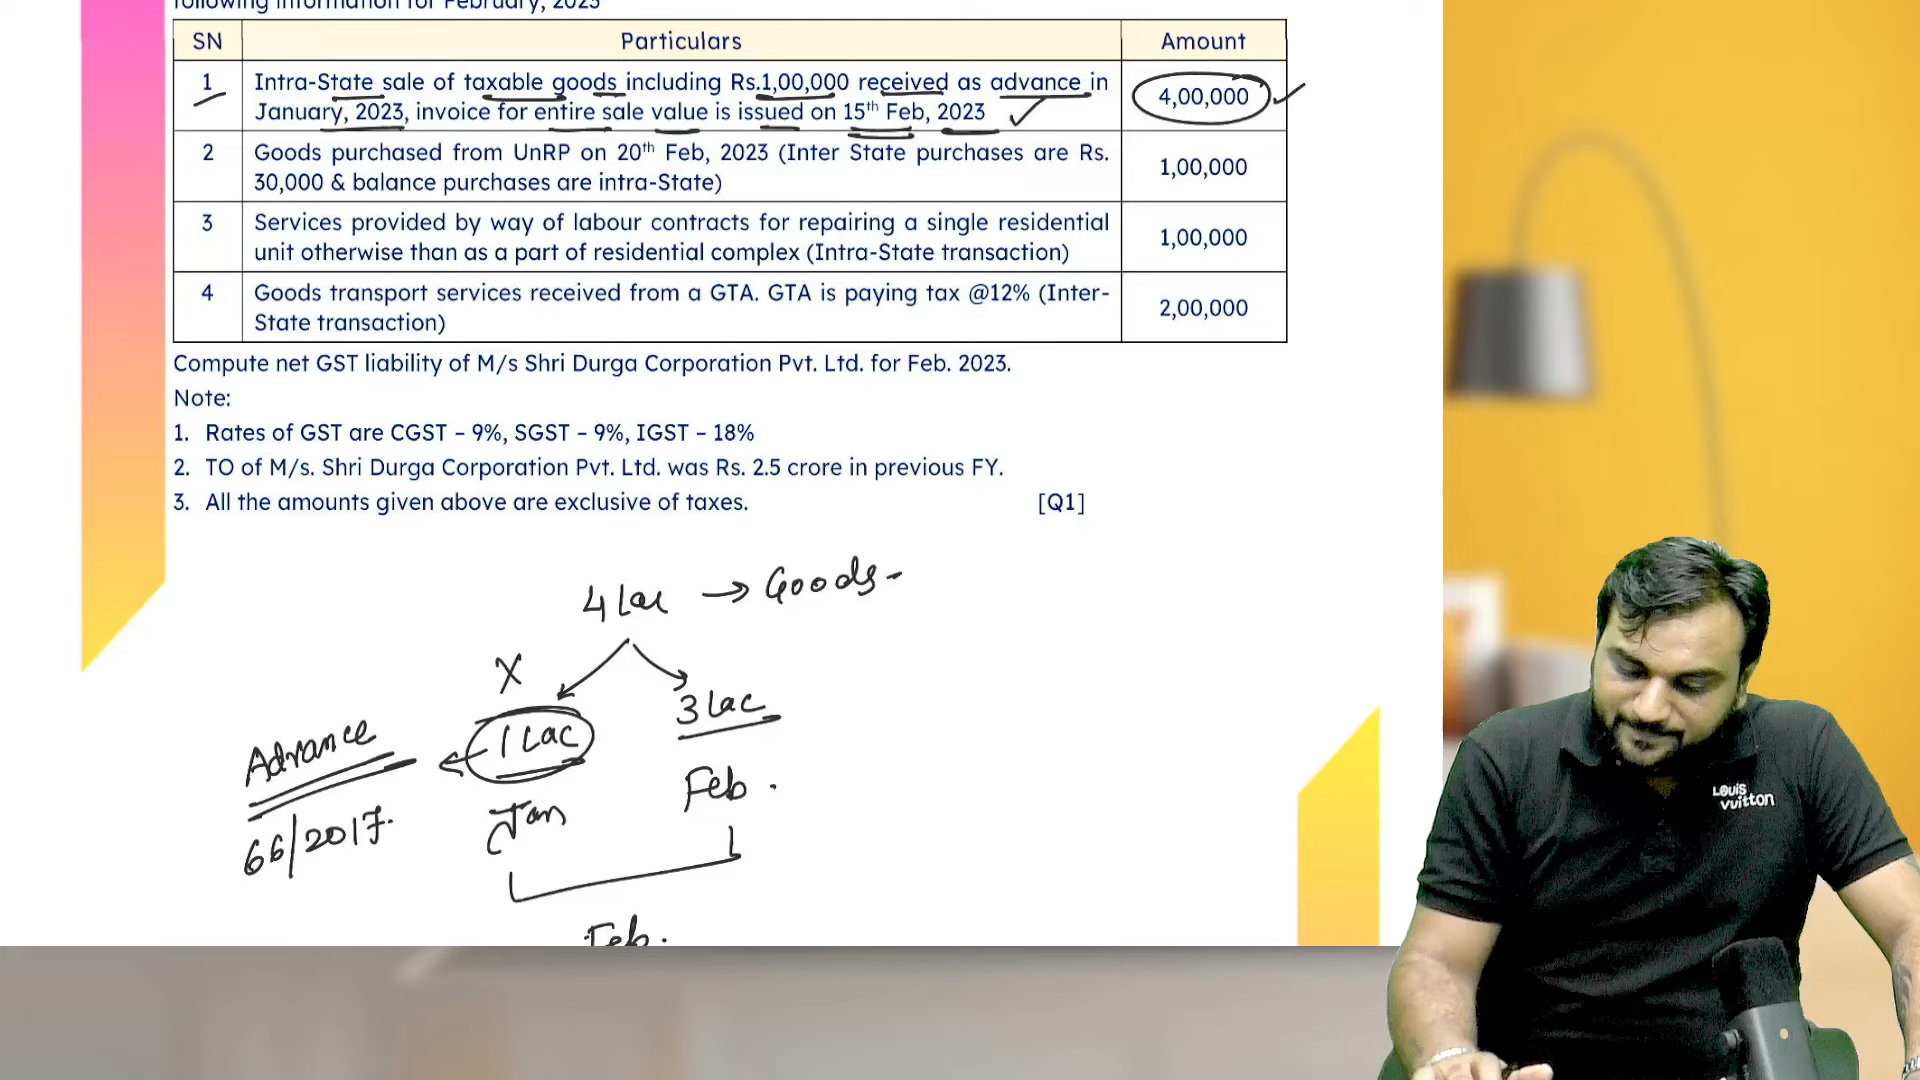 following information for February, 2023
SN Particulars Amount
1 Intra-State sale of taxable goods including Rs.1,00,000 received as advance in
January, 2023, invoice for entire sale value is issued on 15th Feb, 2023
4,00,000
2 Goods purchased from UnRP on 20th Feb, 2023 (Inter State purchases are Rs.
30,000 & balance purchases are intra-State)
1,00,000
3 Services provided by way of labour contracts for repairing a single residential
unit otherwise than as a part of residential complex (Intra-State transaction)
1,00,000
4 Goods transport services received from a GTA. GTA is paying tax @12% (Inter-
State transaction)
2,00,000
Compute net GST liability of M/s Shri Durga Corporation Pvt. Ltd. for Feb. 2023.
Note:
1. Rates of GST are CGST – 9%, SGST – 9%, IGST – 18%
2. TO of M/s. Shri Durga Corporation Pvt. Ltd. was Rs. 2.5 crore in previous FY.
3. All the amounts given above are exclusive of taxes. [Q1]
4 Lac → Goods-
X
1 Lac
3 Lac
Advance
66/2017.
Jan
Feb.
Feb.
LOUIS
VUITTON